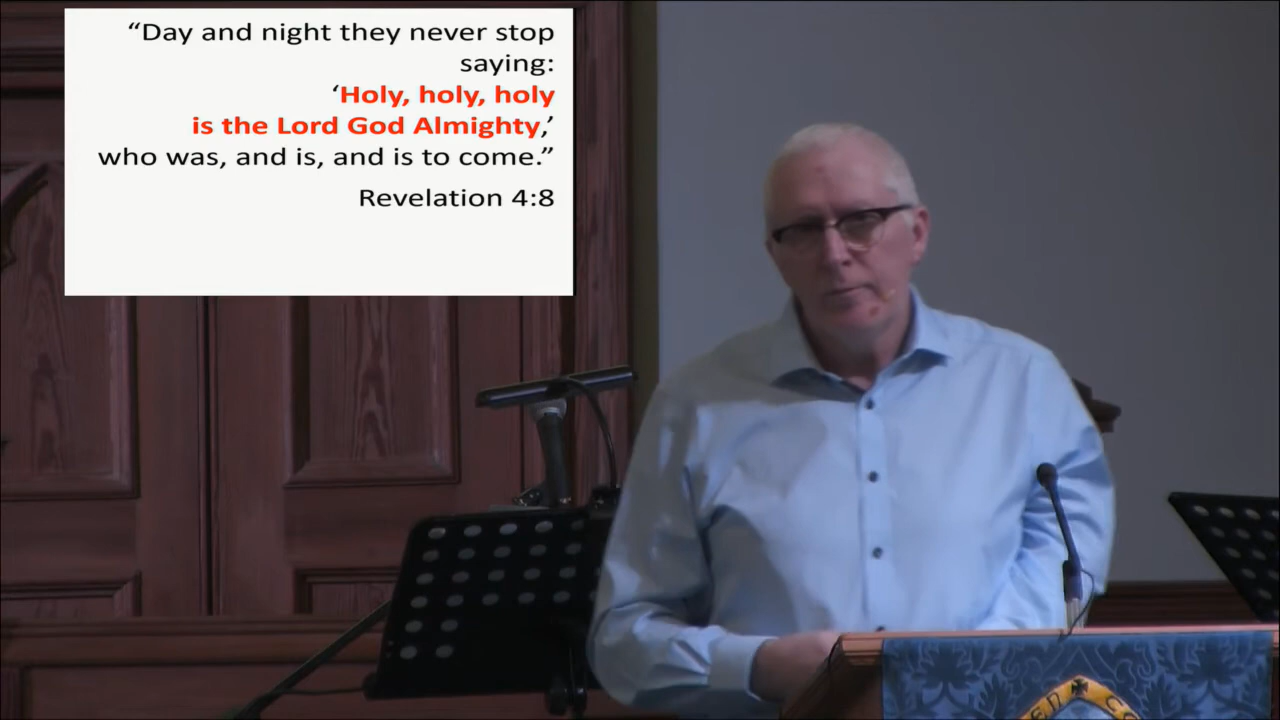 “Day and night they never stop
saying:
‘Holy, holy, holy
is the Lord God Almighty,’
who was, and is, and is to come.”
Revelation 4:8